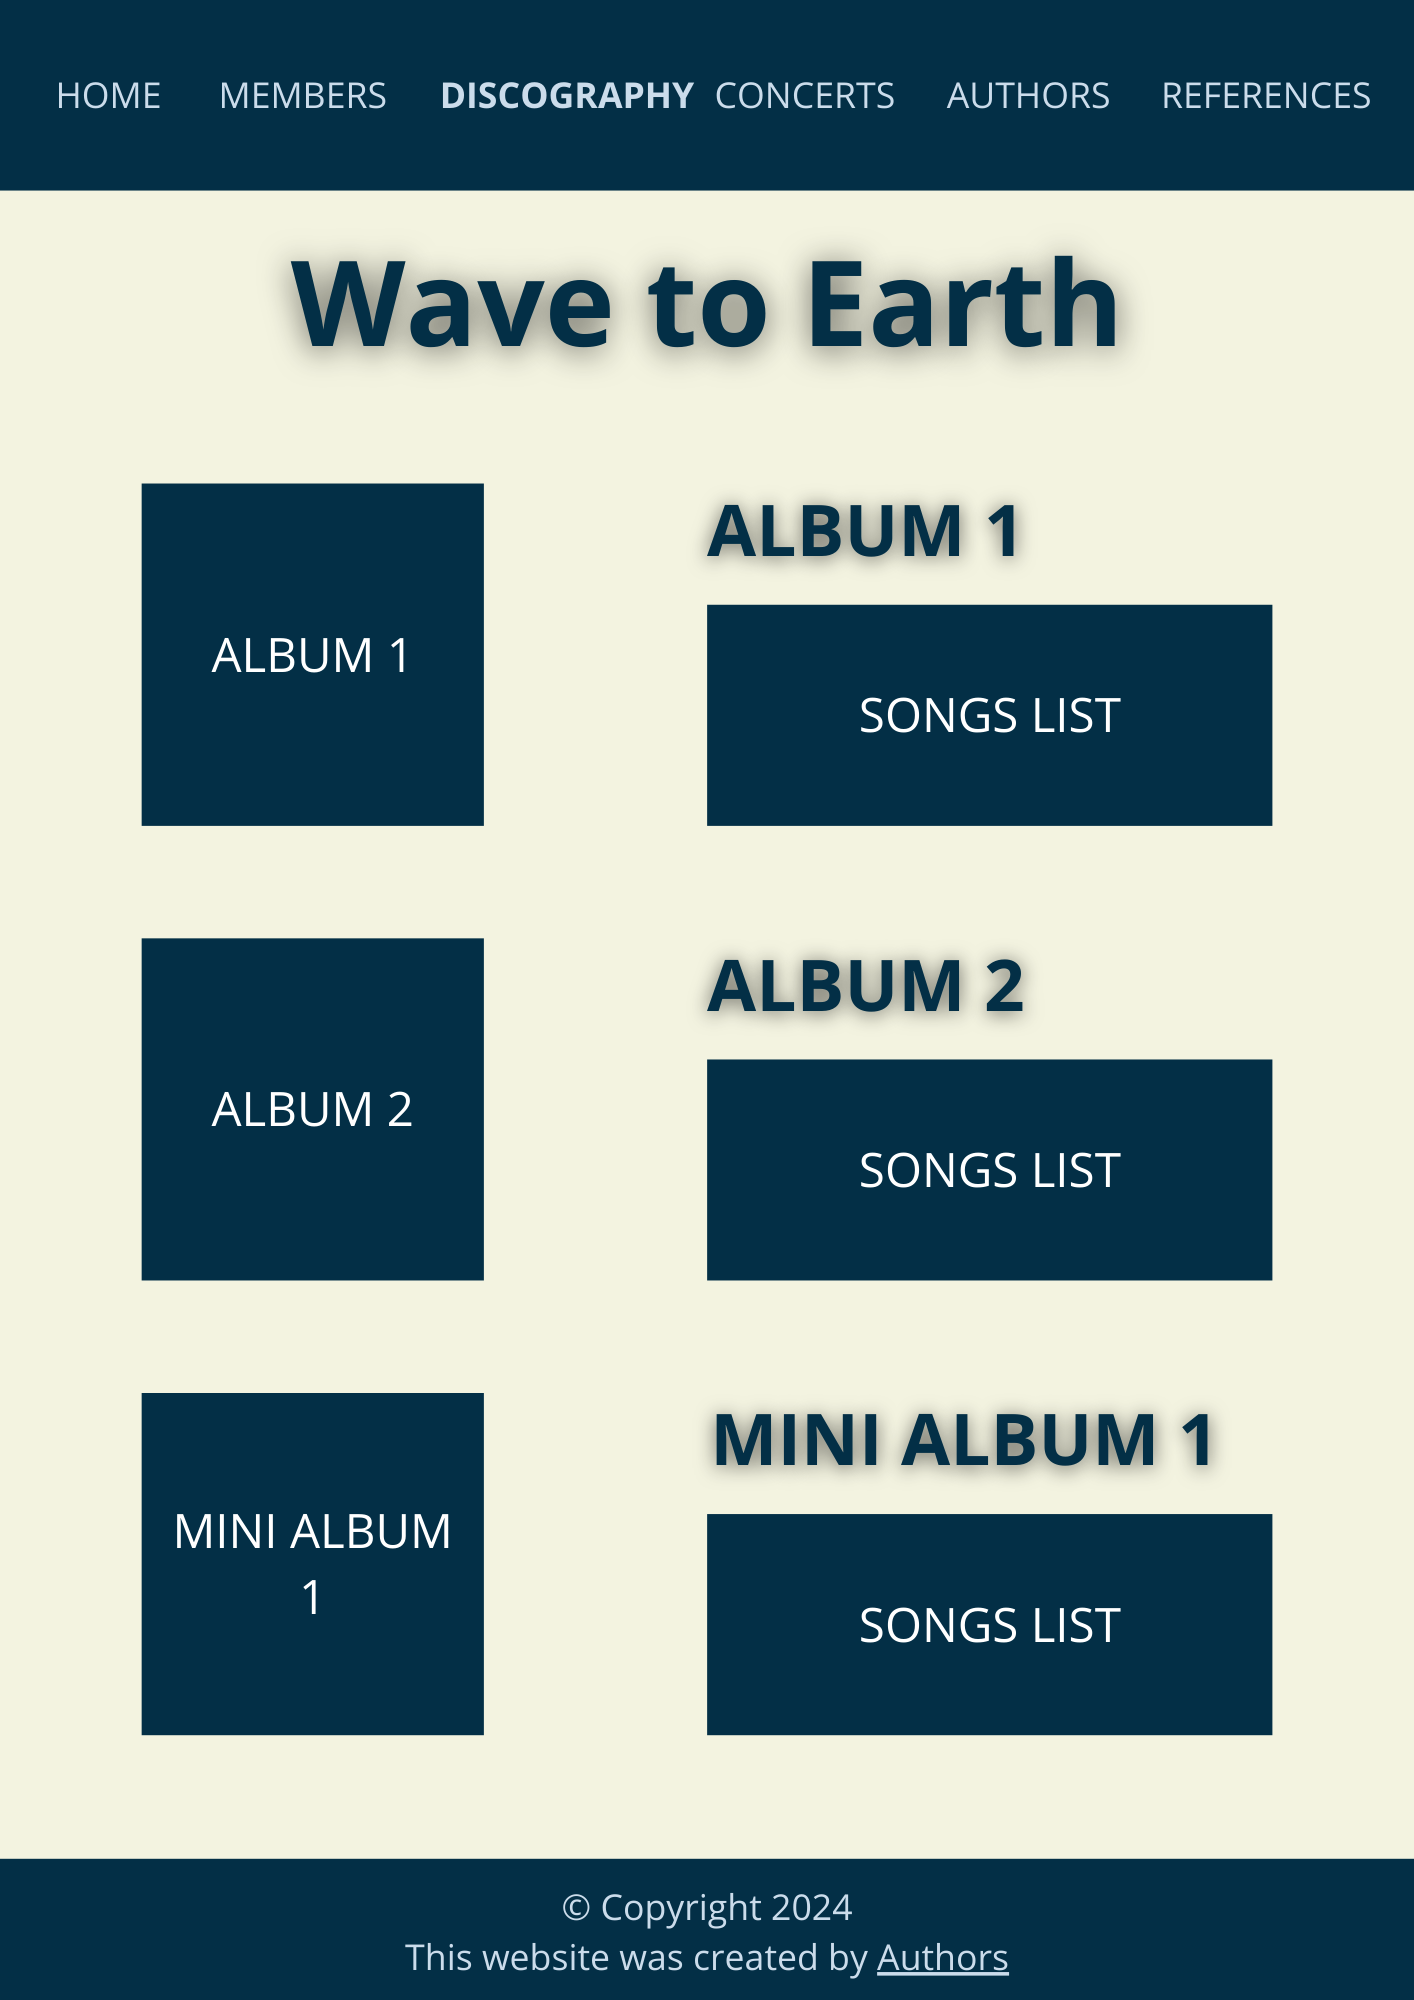 HOME MEMBERS DISCOGRAPHY CONCERTS AUTHORS REFERENCES
Wave to Earth
ALBUM 1
ALBUM 1
SONGS LIST
ALBUM 2
ALBUM 2
SONGS LIST
MINI ALBUM
1
MINI ALBUM 1
SONGS LIST
© Copyright 2024
This website was created by Authors